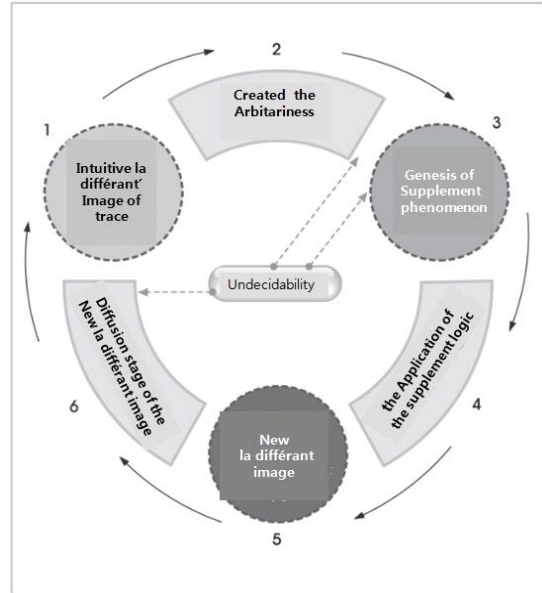 2
Created the
Arbitariness
1
Intuitive la
différant'
Image of
trace
3
Genesis of
Supplement
phenomenon
Undecidability
Diffusion stage of the
New la différant image
6
the Application of
the supplement logic
4
New
la différant
image
5